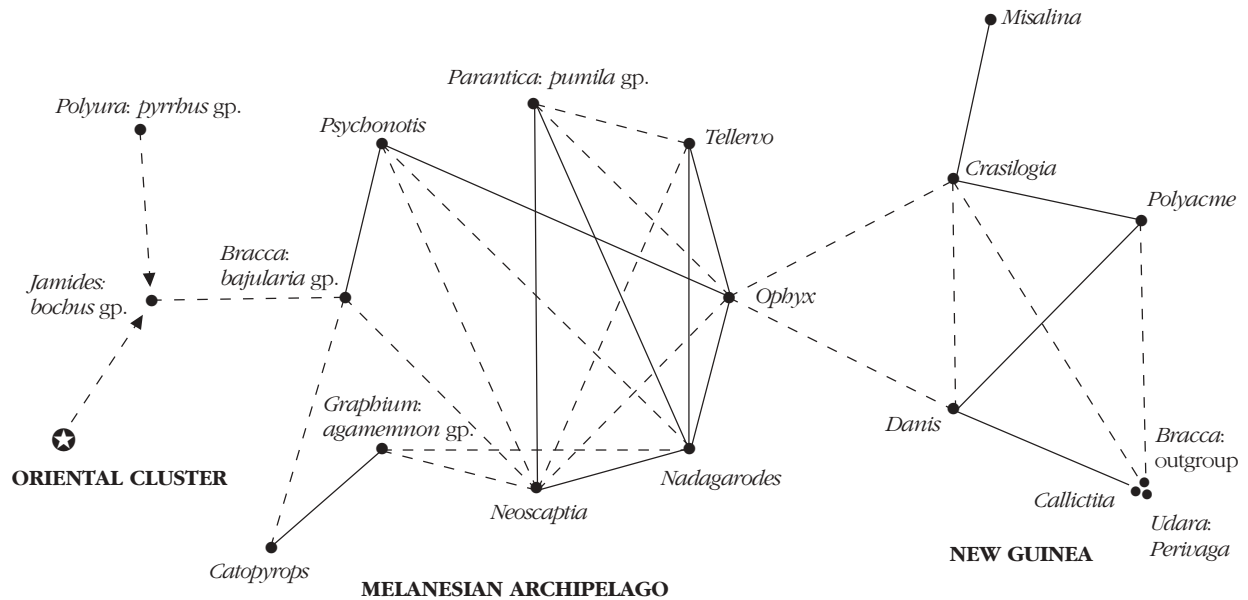 Misalina
Parantica: pumila gp.
Polyura: pyrrhus gp.
Psychonotis
Tellervo
Crasilogia
Polyacme
Jamides:
bochus gp.
Bracca:
bajularia gp.
Ophyx
Graphium:
agamemnon gp.
Danis
Bracca:
outgroup
ORIENTAL CLUSTER
Nadagarodes
Callictita
Neoscaptia
Udara:
Perivaga
Catopyrops
NEW GUINEA
MELANESIAN ARCHIPELAGO